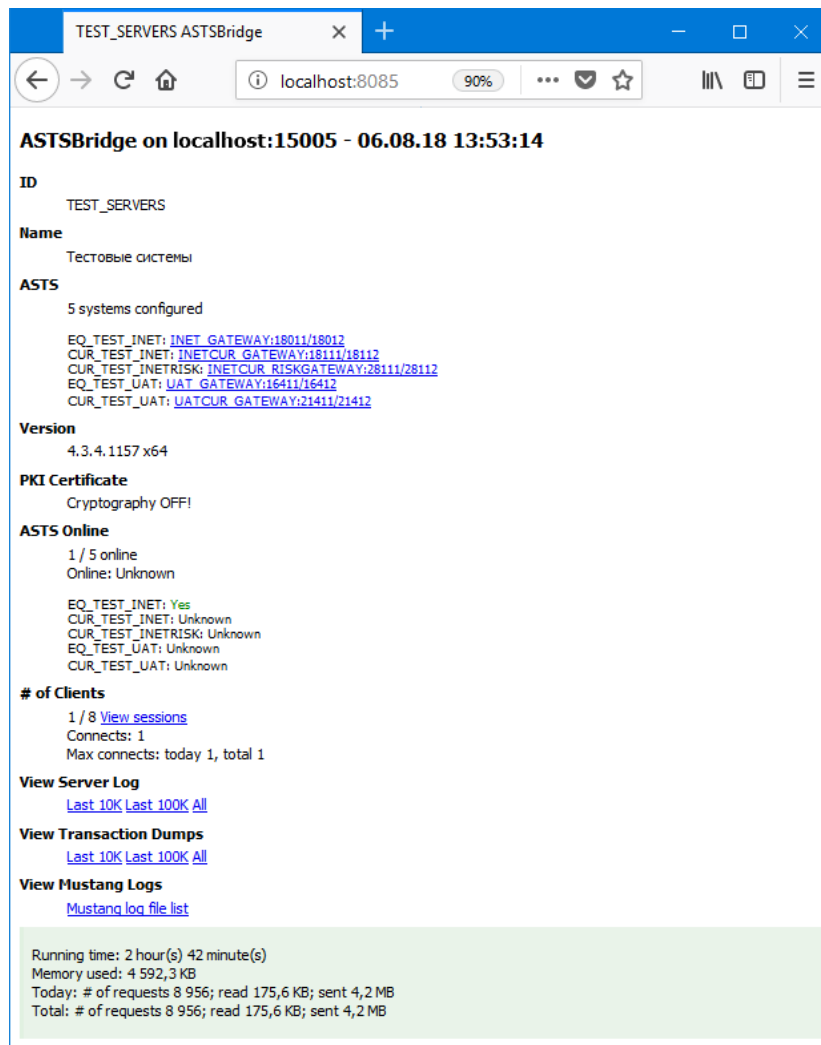 TEST_SERVERS ASTSBridge
localhost:8085 90%
ASTSBridge on localhost:15005 - 06.08.18 13:53:14
ID
TEST_SERVERS
Name
Тестовые системы
ASTS
5 systems configured
EQ_TEST_INET: INET_GATEWAY:18011/18012
CUR_TEST_INET: INETCUR_GATEWAY:18111/18112
CUR_TEST_INETRISK: INETCUR_RISKGATEWAY:28111/28112
EQ_TEST_UAT: UAT_GATEWAY:16411/16412
CUR_TEST_UAT: UATCUR_GATEWAY:21411/21412
Version
4.3.4.1157 x64
PKI Certificate
Cryptography OFF!
ASTS Online
1 / 5 online
Online: Unknown
EQ_TEST_INET: Yes
CUR_TEST_INET: Unknown
CUR_TEST_INETRISK: Unknown
EQ_TEST_UAT: Unknown
CUR_TEST_UAT: Unknown
# of Clients
1 / 8 View sessions
Connects: 1
Max connects: today 1, total 1
View Server Log
Last 10K Last 100K All
View Transaction Dumps
Last 10K Last 100K All
View Mustang Logs
Mustang log file list
Running time: 2 hour(s) 42 minute(s)
Memory used: 4 592,3 KB
Today: # of requests 8 956; read 175,6 KB; sent 4,2 MB
Total: # of requests 8 956; read 175,6 KB; sent 4,2 MB